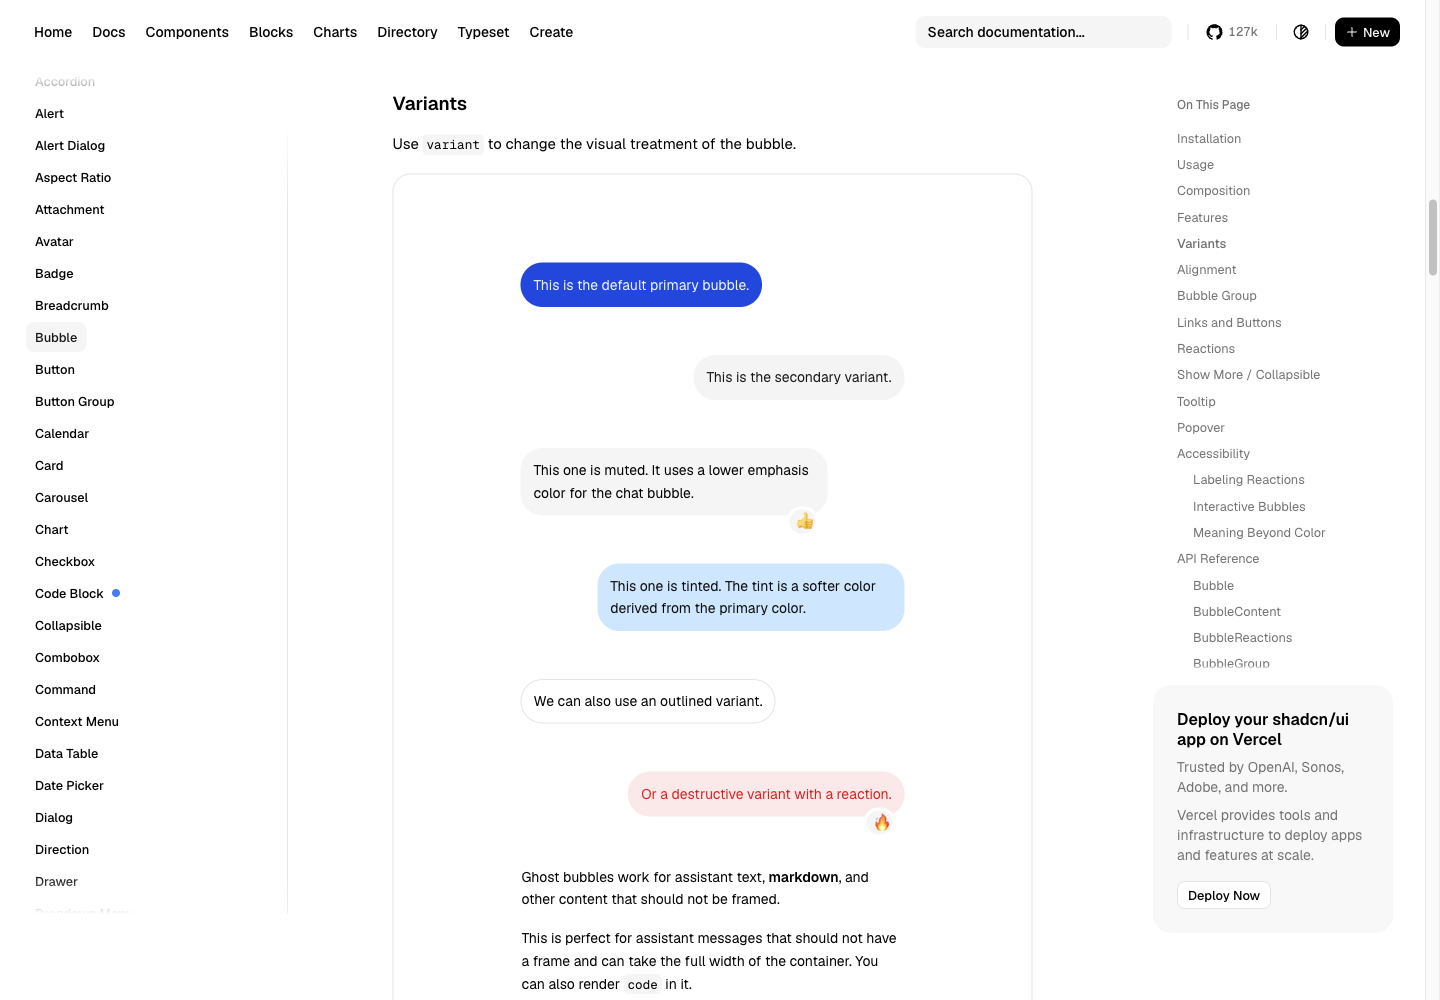 Home Docs Components Blocks Charts Directory Typeset Create Search documentation... 127k New
Accordion
Alert
Alert Dialog
Aspect Ratio
Attachment
Avatar
Badge
Breadcrumb
Bubble
Button
Button Group
Calendar
Card
Carousel
Chart
Checkbox
Code Block
Collapsible
Combobox
Command
Context Menu
Data Table
Date Picker
Dialog
Direction
Drawer
Dropdown Menu
Variants
Use variant to change the visual treatment of the bubble.
This is the default primary bubble.
This is the secondary variant.
This one is muted. It uses a lower emphasis
color for the chat bubble.
👍
This one is tinted. The tint is a softer color
derived from the primary color.
We can also use an outlined variant.
Or a destructive variant with a reaction.
🔥
Ghost bubbles work for assistant text, markdown, and
other content that should not be framed.
This is perfect for assistant messages that should not have
a frame and can take the full width of the container. You
can also render code in it.
On This Page
Installation
Usage
Composition
Features
Variants
Alignment
Bubble Group
Links and Buttons
Reactions
Show More / Collapsible
Tooltip
Popover
Accessibility
Labeling Reactions
Interactive Bubbles
Meaning Beyond Color
API Reference
Bubble
BubbleContent
BubbleReactions
BubbleGroup
Deploy your shadcn/ui
app on Vercel
Trusted by OpenAI, Sonos,
Adobe, and more.
Vercel provides tools and
infrastructure to deploy apps
and features at scale.
Deploy Now